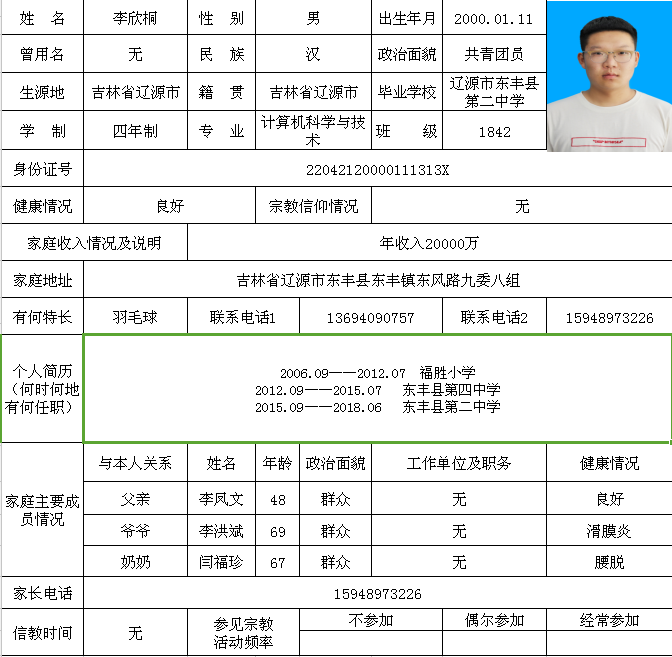 姓 名 李欣桐 性 别 男 出生年月 2000.01.11
曾用名 无 民 族 汉 政治面貌 共青团员
生源地 吉林省辽源市 籍 贯 吉林省辽源市 毕业学校 辽源市东丰县
第二中学
学 制 四年制 专 业 计算机科学与技
术 班 级 1842
身份证号 22042120000111313X
健康情况 良好 宗教信仰情况 无
家庭收入情况及说明 年收入20000万
家庭地址 吉林省辽源市东丰县东丰镇东风路九委八组
有何特长 羽毛球 联系电话1 13694090757 联系电话2 15948973226
个人简历
（何时何地
有何任职）
2006.09——2012.07 福胜小学
2012.09——2015.07 东丰县第四中学
2015.09——2018.06 东丰县第二中学
家庭主要成
员情况
与本人关系 姓名 年龄 政治面貌 工作单位及职务 健康情况
父亲 李凤文 48 群众 无 良好
爷爷 李洪斌 69 群众 无 滑膜炎
奶奶 闫福珍 67 群众 无 腰脱
家长电话 15948973226
信教时间 无 参见宗教
活动频率 不参加 偶尔参加 经常参加